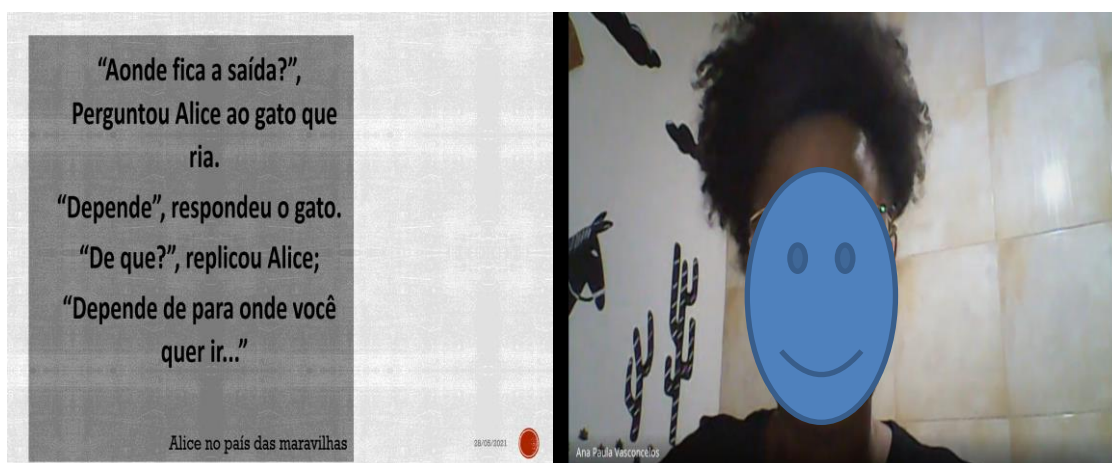 “Aonde fica a saída?”,
Perguntou Alice ao gato que
ria.
“Depende”, respondeu o gato.
“De que?”, replicou Alice;
“Depende de para onde você
quer ir...”
Alice no país das maravilhas
28/05/2021
Ana Paula Vasconcelos